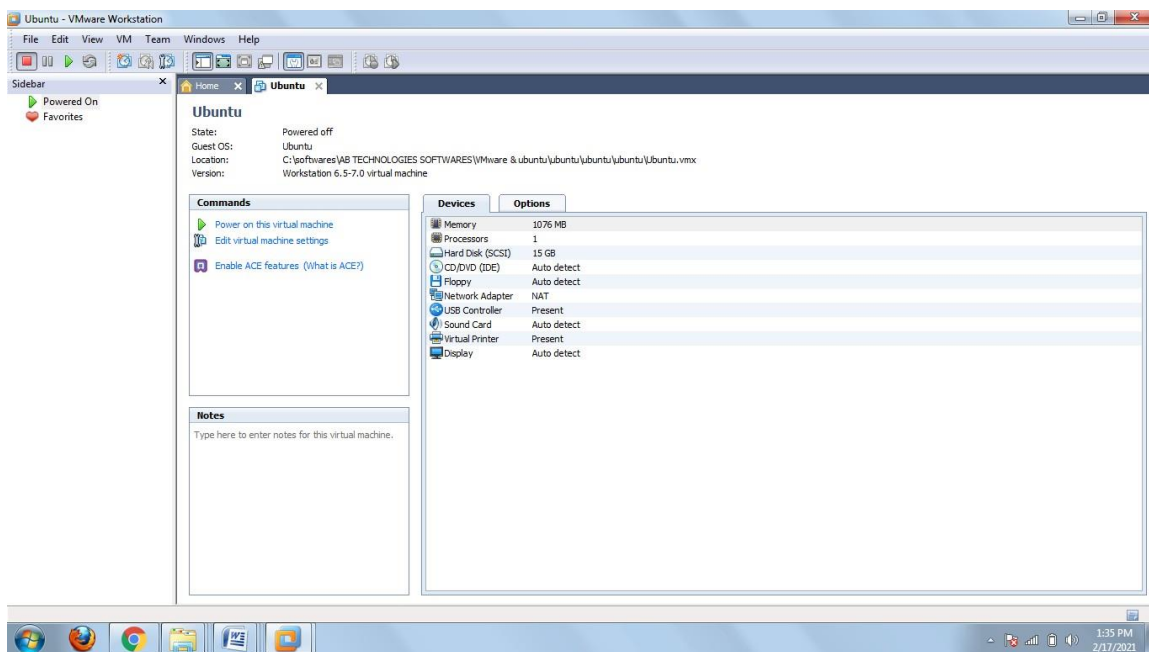 Ubuntu - VMware Workstation
File Edit View VM Team Windows Help
Sidebar
Powered On
Favorites
Home
Ubuntu
Ubuntu
State: Powered off
Guest OS: Ubuntu
Location: C:\softwares\AB TECHNOLOGIES SOFTWARES\VMware & ubuntu\ubuntu\ubuntu\ubuntu\Ubuntu.vmx
Version: Workstation 6.5-7.0 virtual machine
Commands
Power on this virtual machine
Edit virtual machine settings
Enable ACE features (What is ACE?)
Notes
Type here to enter notes for this virtual machine.
Devices Options
Memory 1076 MB
Processors 1
Hard Disk (SCSI) 15 GB
CD/DVD (IDE) Auto detect
Floppy Auto detect
Network Adapter NAT
USB Controller Present
Sound Card Auto detect
Virtual Printer Present
Display Auto detect
1:35 PM
2/17/2021